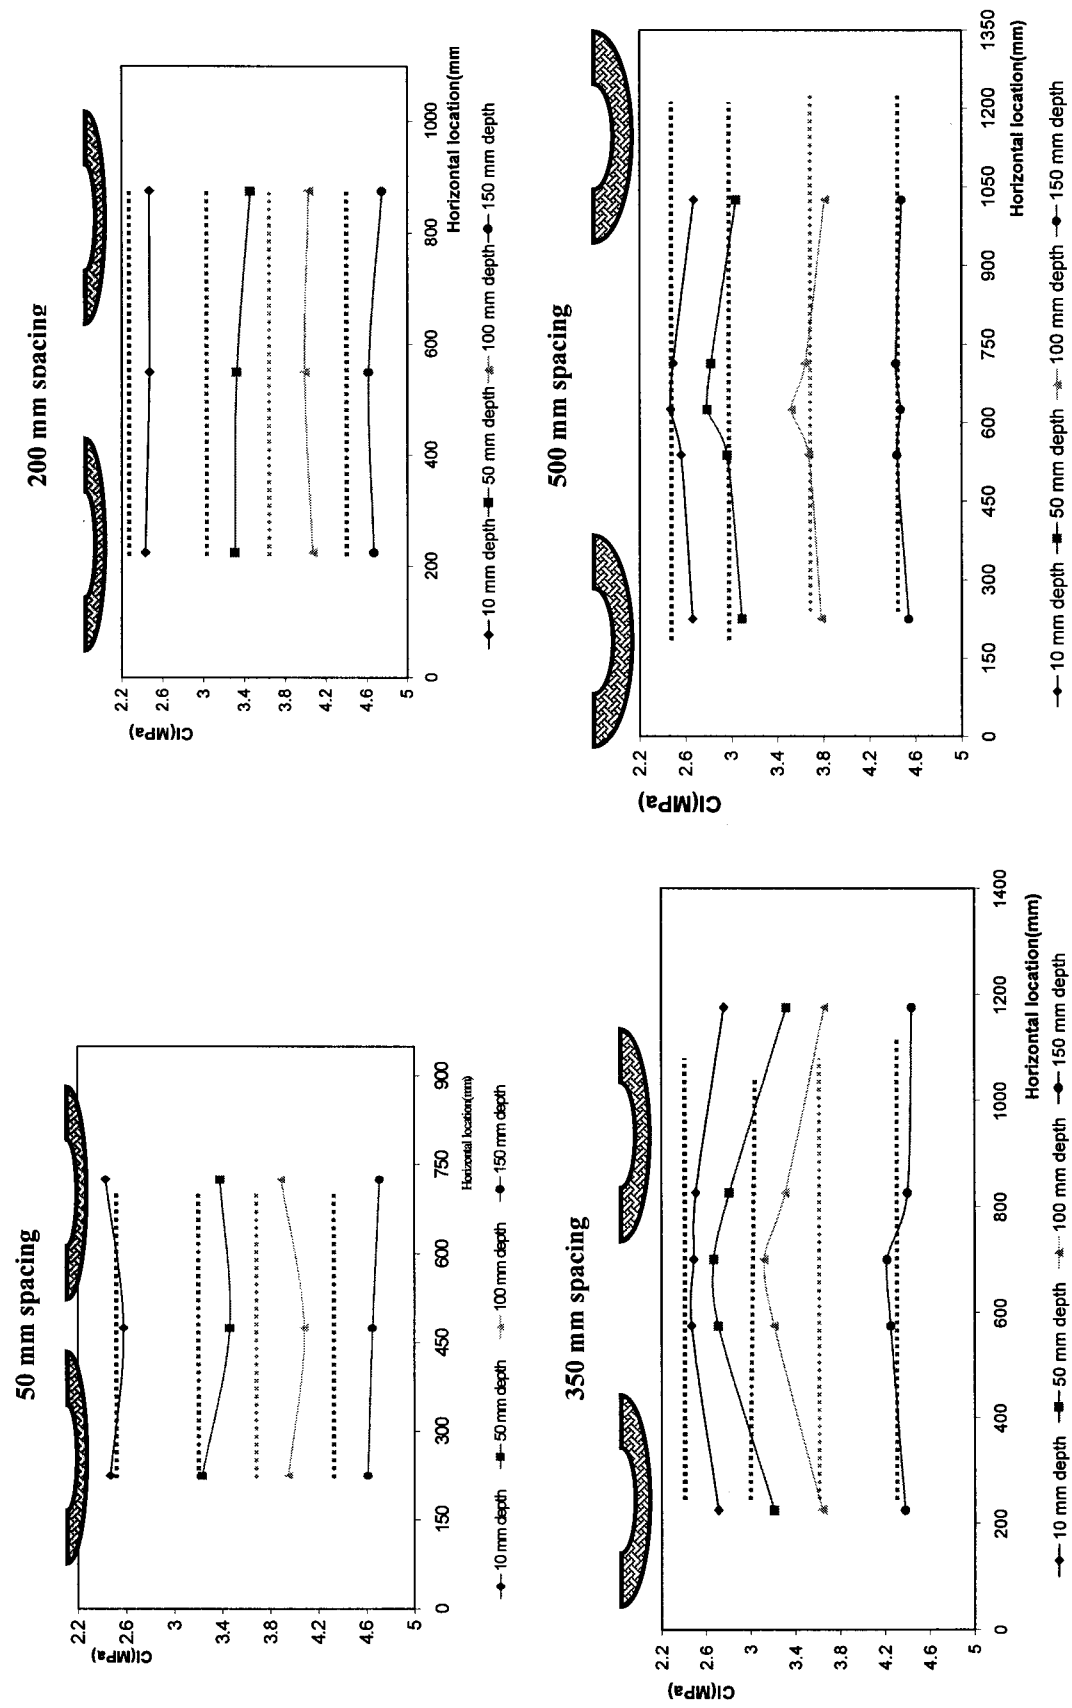 50 mm spacing
CI(MPa)
2.2
2.6
3
3.4
3.8
4.2
4.6
5
0 150 300 450 600 750 900
Horizontal location(mm)
10 mm depth 50 mm depth 100 mm depth 150 mm depth
200 mm spacing
CI(MPa)
2.2
2.6
3
3.4
3.8
4.2
4.6
5
0 200 400 600 800 1000
Horizontal location(mm
10 mm depth 50 mm depth 100 mm depth 150 mm depth
350 mm spacing
CI(MPa)
2.2
2.6
3
3.4
3.8
4.2
4.6
5
0 200 400 600 800 1000 1200 1400
Horizontal location(mm)
10 mm depth 50 mm depth 100 mm depth 150 mm depth
500 mm spacing
CI(MPa)
2.2
2.6
3
3.4
3.8
4.2
4.6
5
0 150 300 450 600 750 900 1050 1200 1350
Horizontal location(mm)
10 mm depth 50 mm depth 100 mm depth 150 mm depth